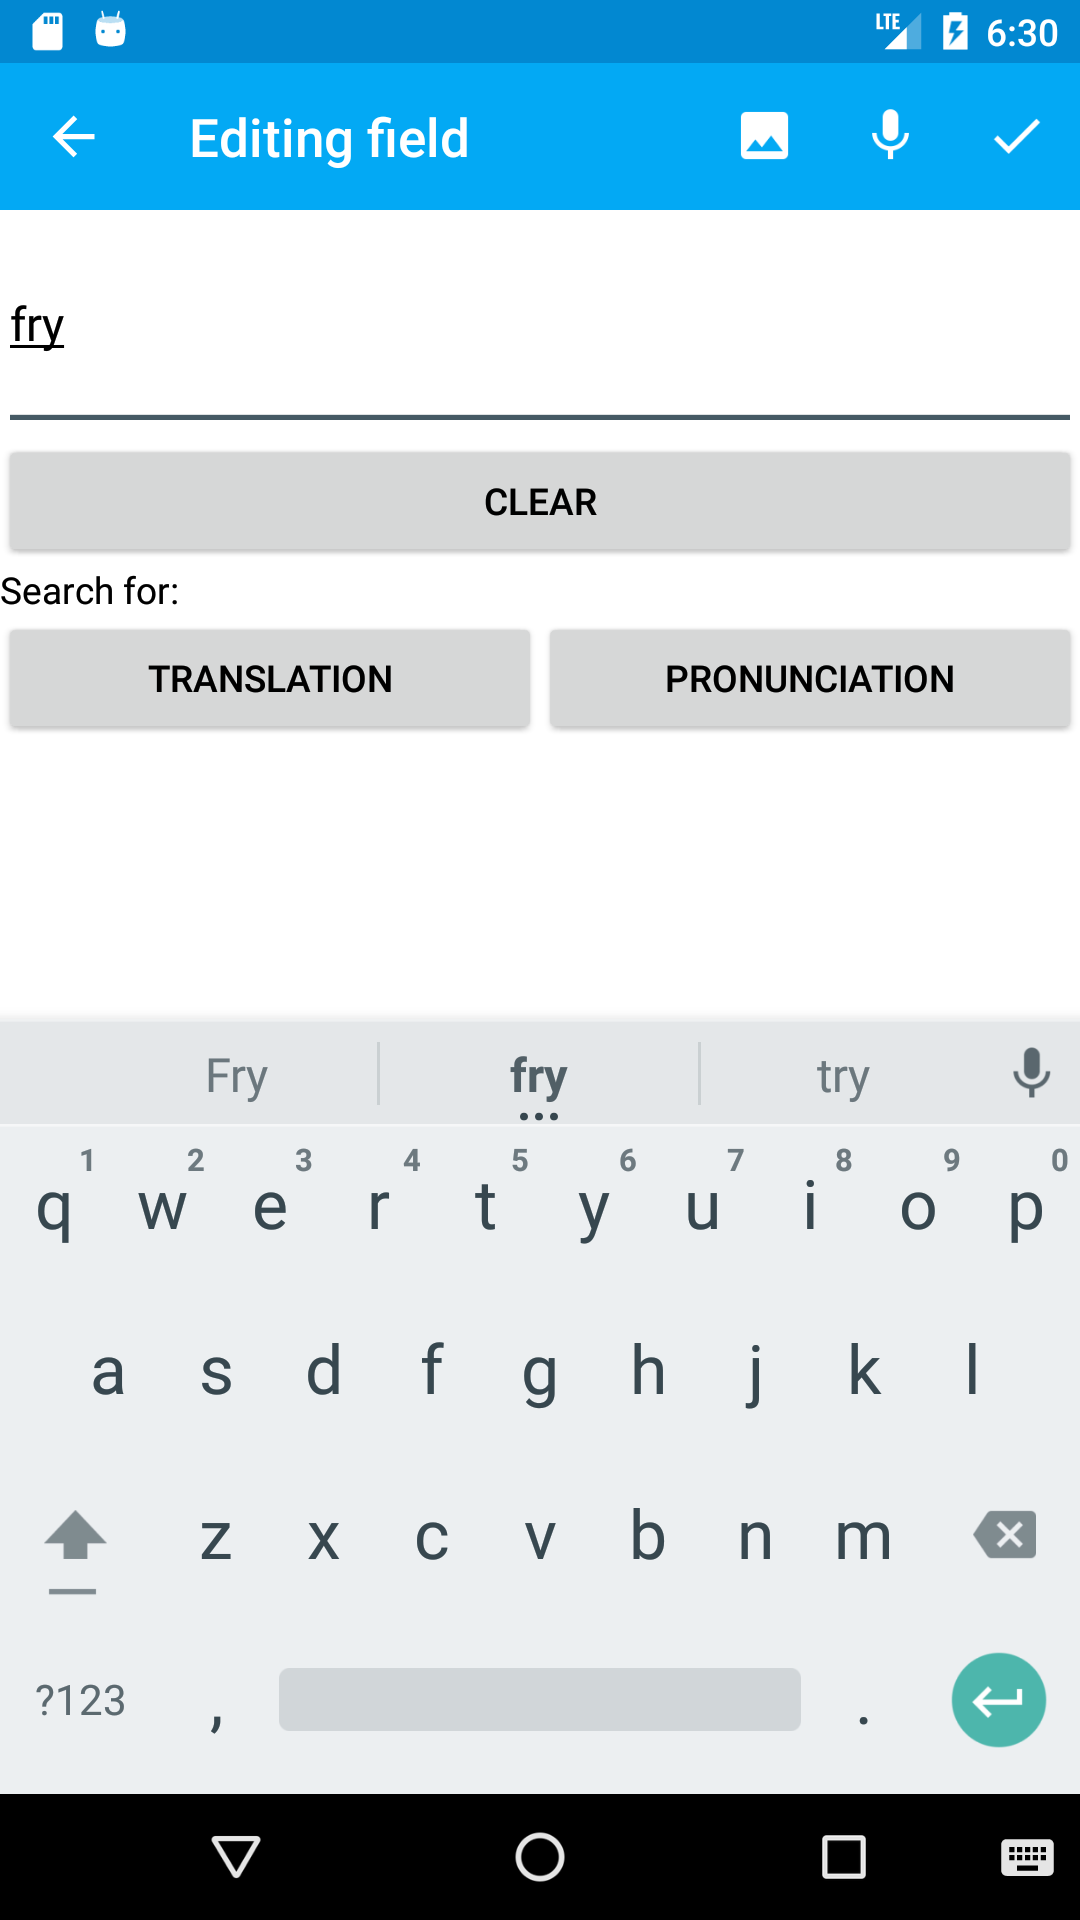 LTE 6:30
Editing field
fry
CLEAR
Search for:
TRANSLATION PRONUNCIATION
Fry fry try
1 2 3 4 5 6 7 8 9 0
q w e r t y u i o p
a s d f g h j k l
z x c v b n m
?123 , .